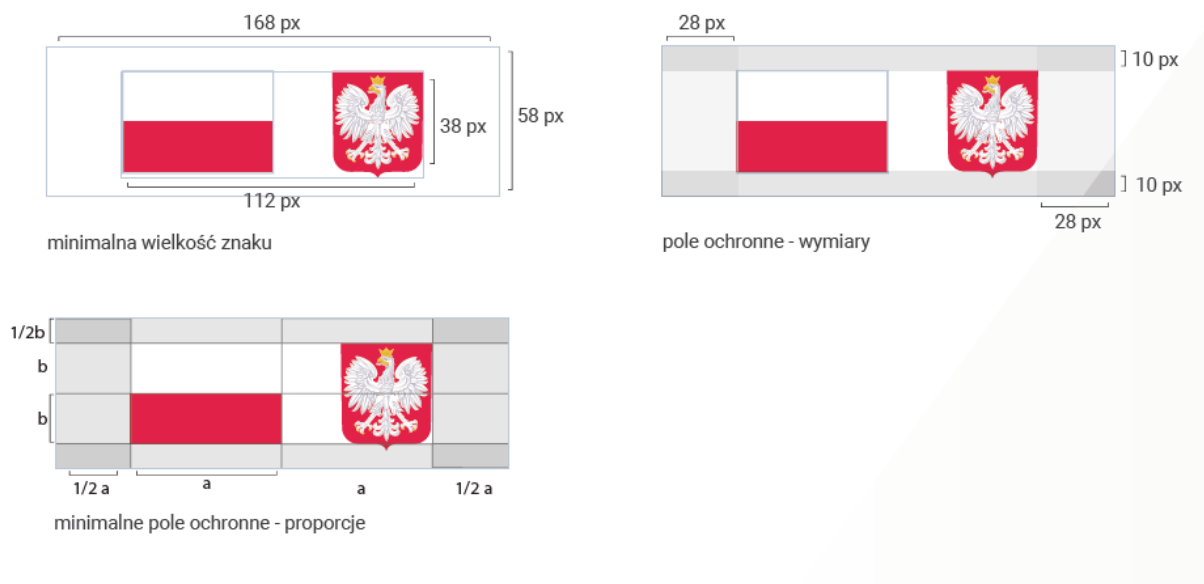 168 px
38 px
58 px
112 px
minimalna wielkość znaku
28 px
10 px
10 px
28 px
pole ochronne - wymiary
1/2b
b
b
1/2 a
a
a
1/2 a
minimalne pole ochronne - proporcje